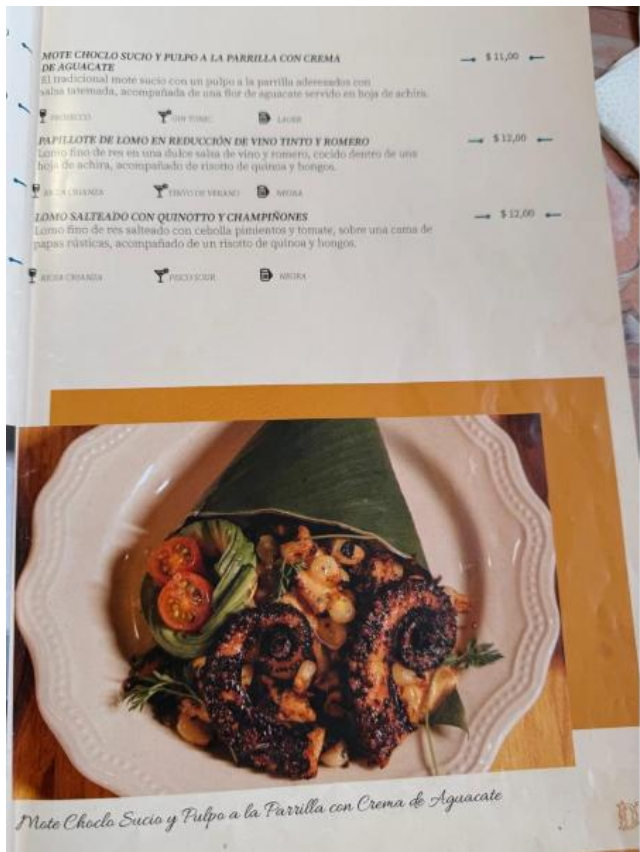 MOTE CHOCLO SUCIO Y PULPO A LA PARRILLA CON CREMA
DE AGUACATE
$ 11,00
El tradicional mote sucio con un pulpo a la parrilla aderesados con
salsa tatemada, acompañada de una flor de aguacate servido en hoja de achira.
PROSECCO GIN TONIC LAGER
PAPILLOTE DE LOMO EN REDUCCIÓN DE VINO TINTO Y ROMERO
$ 12,00
Lomo fino de res en una dulce salsa de vino y romero, cocido dentro de una
hoja de achira, acompañado de risotto de quinoa y hongos.
RIOJA CRIANZA TINTO DE VERANO NEGRA
LOMO SALTEADO CON QUINOTTO Y CHAMPIÑONES
$ 12,00
Lomo fino de res salteado con cebolla pimientos y tomate, sobre una cama de
papas rústicas, acompañado de un risotto de quinoa y hongos.
RIOJA CRIANZA PISCO SOUR NEGRA
Mote Choclo Sucio y Pulpo a la Parrilla con Crema de Aguacate